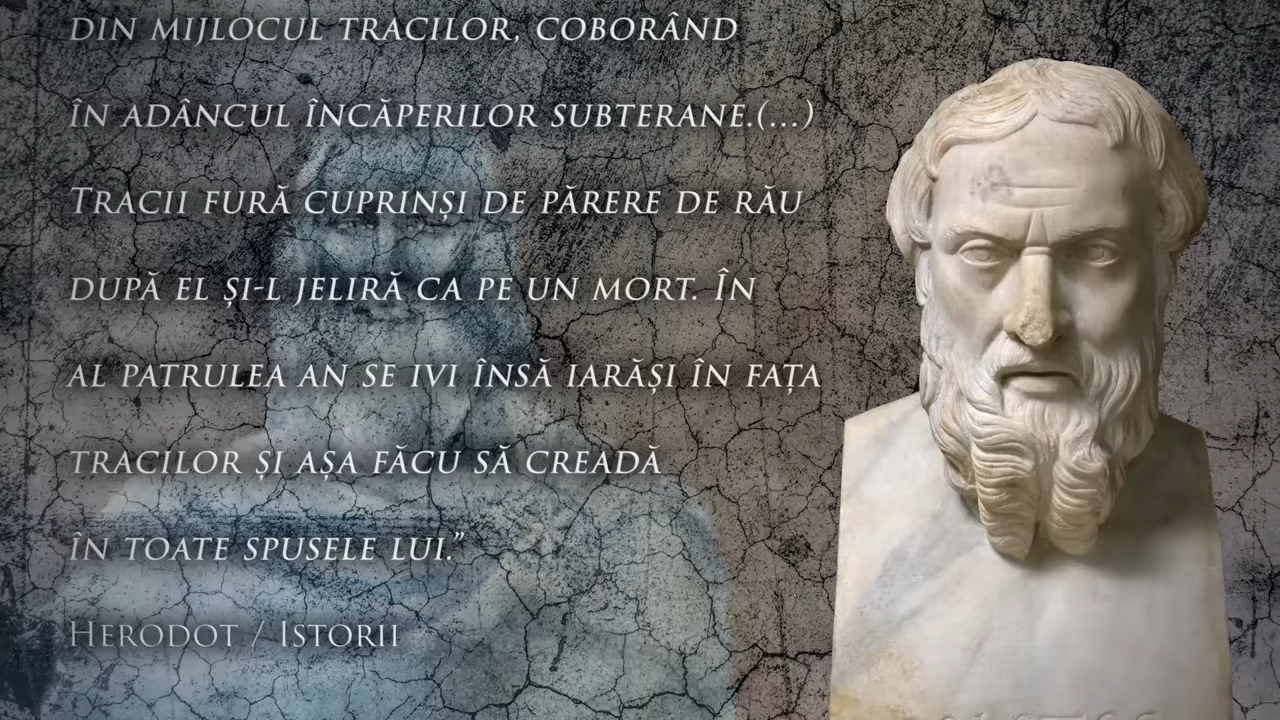 DIN MIJLOCUL TRACILOR, COBORÂND
ÎN ADÂNCUL ÎNCĂPERILOR SUBTERANE.(...)
TRACII FURĂ CUPRINȘI DE PĂRERE DE RĂU
DUPĂ EL ȘI-L JELIRĂ CA PE UN MORT. ÎN
AL PATRULEA AN SE IVI ÎNSĂ IARĂȘI ÎN FAȚA
TRACILOR ȘI AȘA FĂCU SĂ CREADĂ
ÎN TOATE SPUSELE LUI.”
HERODOT / ISTORII